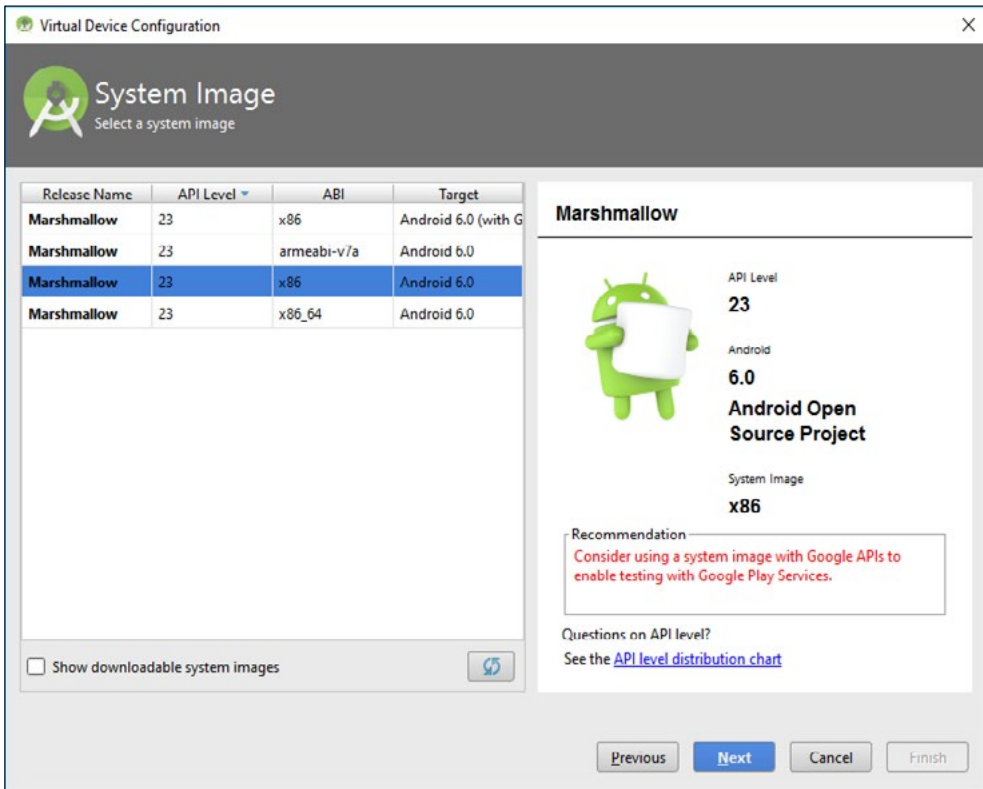 Virtual Device Configuration
System Image
Select a system image
Release Name API Level ABI Target
Marshmallow 23 x86 Android 6.0 (with G
Marshmallow 23 armeabi-v7a Android 6.0
Marshmallow 23 x86 Android 6.0
Marshmallow 23 x86_64 Android 6.0
Show downloadable system images
Marshmallow
API Level
23
Android
6.0
Android Open
Source Project
System Image
x86
Recommendation
Consider using a system image with Google APIs to
enable testing with Google Play Services.
Questions on API level?
See the API level distribution chart
Previous Next Cancel Finish